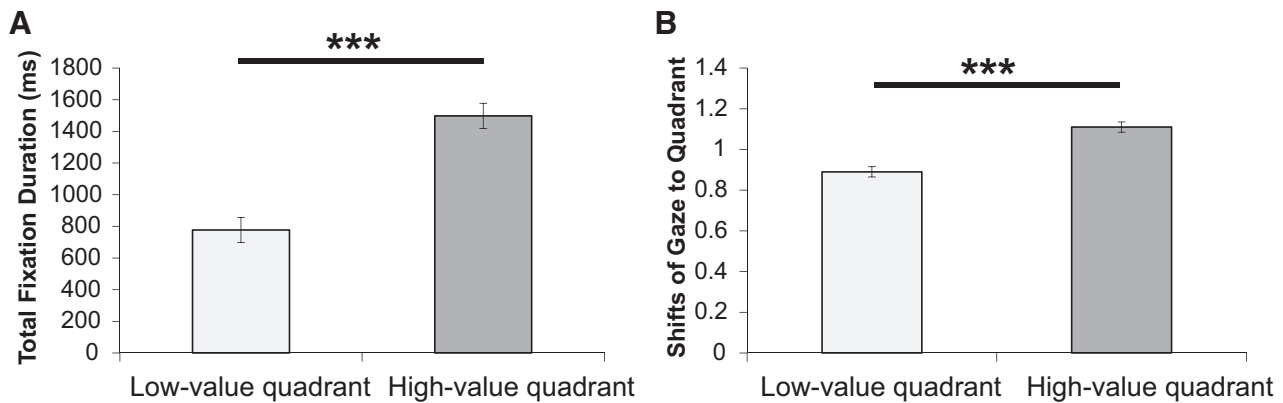 A
Total Fixation Duration (ms)
***
1800
1600
1400
1200
1000
800
600
400
200
0
Low-value quadrant
High-value quadrant
B
Shifts of Gaze to Quadrant
***
1.4
1.2
1
0.8
0.6
0.4
0.2
0
Low-value quadrant
High-value quadrant